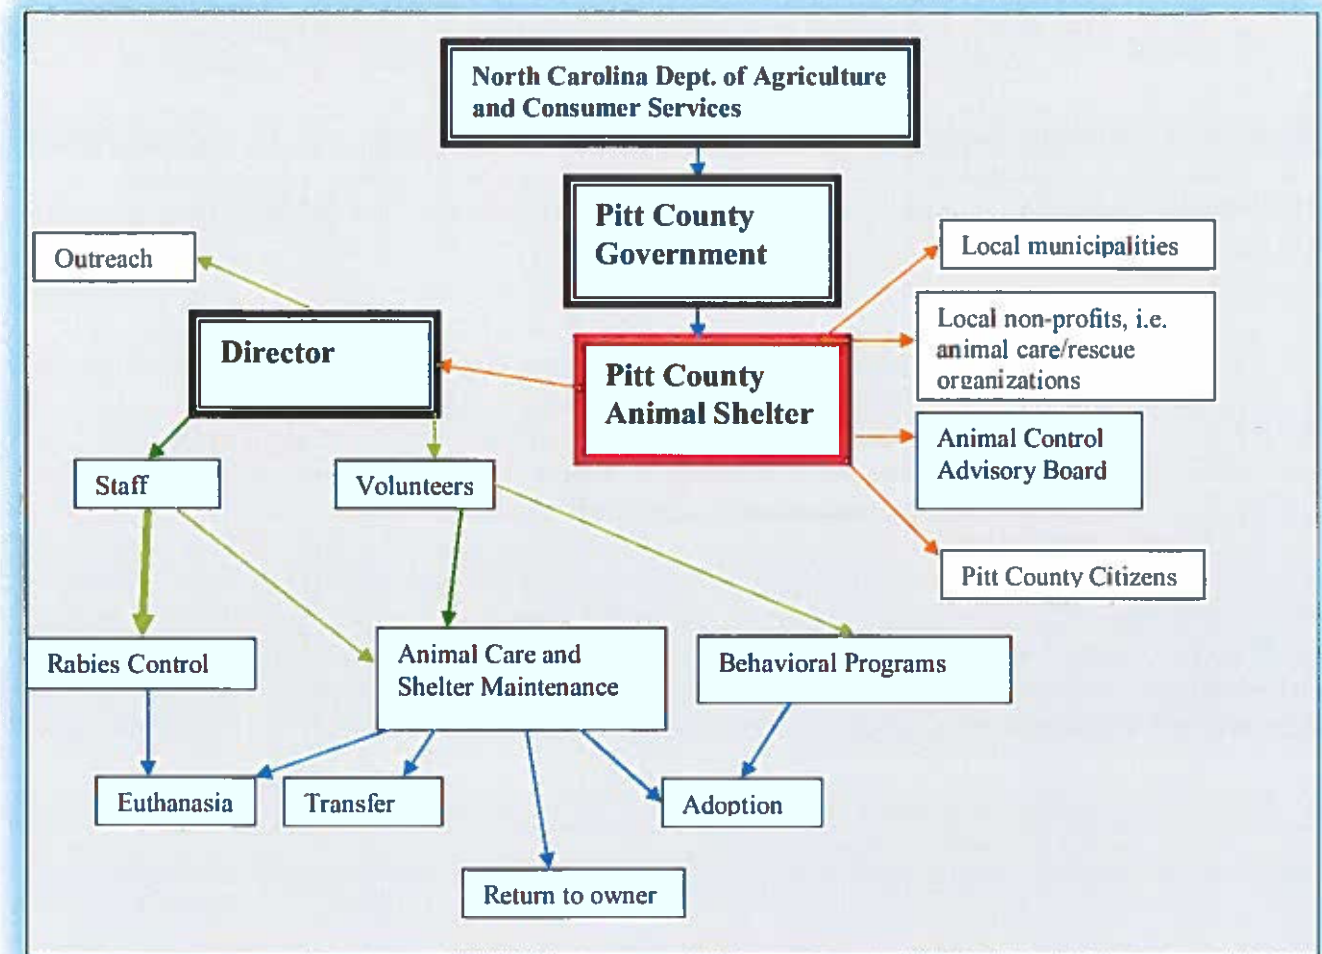 North Carolina Dept. of Agriculture
and Consumer Services
Pitt County
Government
Outreach
Local municipalities
Director
Pitt County
Animal Shelter
Local non-profits, i.e.
animal care/rescue
organizations
Animal Control
Advisory Board
Staff
Volunteers
Pitt County Citizens
Rabies Control
Animal Care and
Shelter Maintenance
Behavioral Programs
Euthanasia
Transfer
Adoption
Return to owner